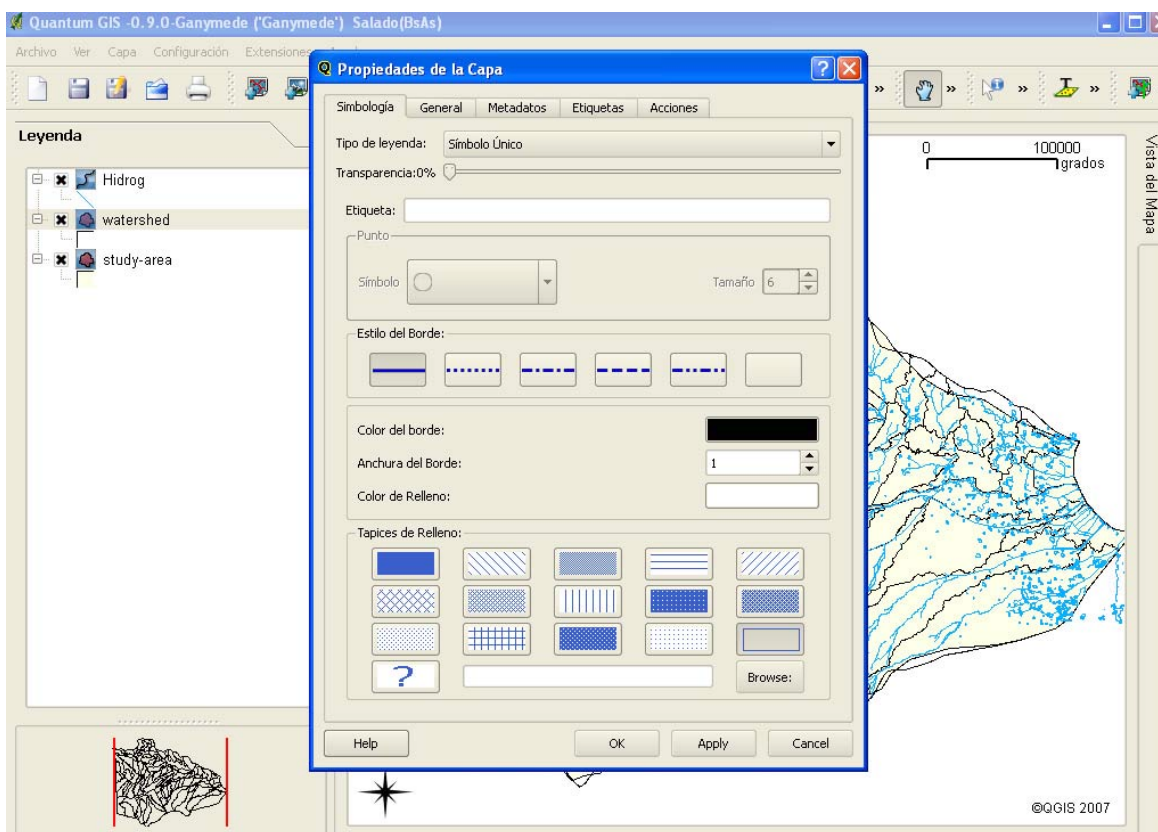 Quantum GIS -0.9.0-Ganymede ('Ganymede') Salado(BsAs)
Archivo Ver Capa Configuración Extensiones
Leyenda
Hidrog
watershed
study-area
Propiedades de la Capa
Simbología General Metadatos Etiquetas Acciones
Tipo de leyenda: Símbolo Único
Transparencia:0%
Etiqueta:
Punto
Símbolo Tamaño 6
Estilo del Borde:
Color del borde:
Anchura del Borde: 1
Color de Relleno:
Tapices de Relleno:
?
Browse:
Help OK Apply Cancel
0 100000
grados
Vista del Mapa
©QGIS 2007